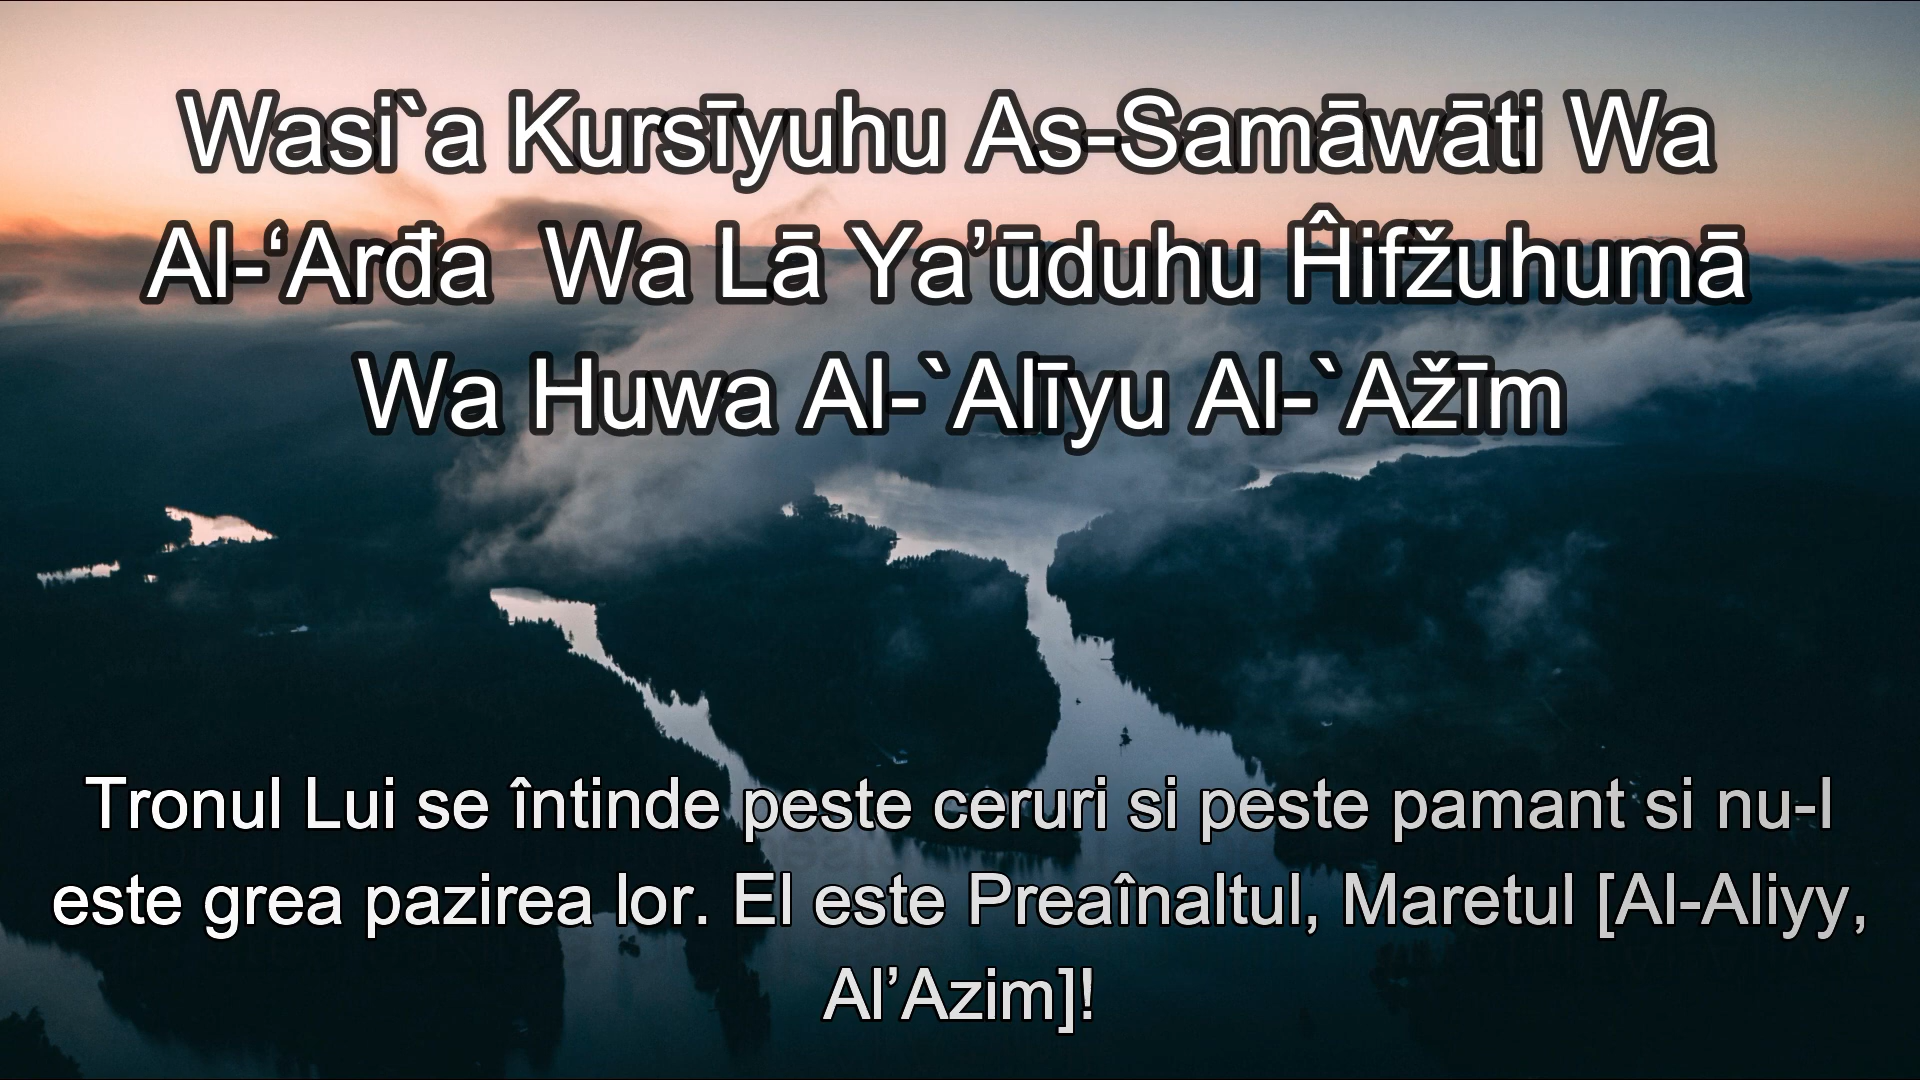 Wasi`a Kursīyuhu As-Samāwāti Wa
Al-‘Arđa  Wa Lā Ya’ūduhu Ĥifžuhumā
Wa Huwa Al-`Alīyu Al-`Ažīm
Tronul Lui se întinde peste ceruri si peste pamant si nu-l
este grea pazirea lor. El este Preaînaltul, Maretul [Al-Aliyy,
Al’Azim]!